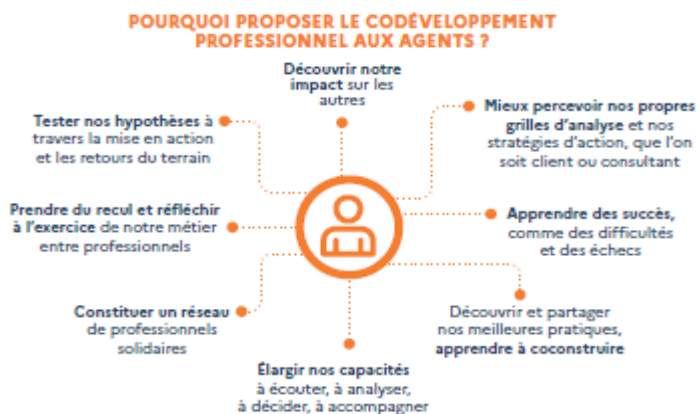 POURQUOI PROPOSER LE CODÉVELOPPEMENT
PROFESSIONNEL AUX AGENTS ?
Découvrir notre
impact sur les
autres
Mieux percevoir nos propres
grilles d'analyse et nos
stratégies d'action, que l'on
soit client ou consultant
Apprendre des succès,
comme des difficultés
et des échecs
Découvrir et partager
nos meilleures pratiques,
apprendre à coconstruire
Élargir nos capacités
à écouter, à analyser,
à décider, à accompagner
Constituer un réseau
de professionnels
solidaires
Prendre du recul et réfléchir
à l'exercice de notre métier
entre professionnels
Tester nos hypothèses à
travers la mise en action
et les retours du terrain